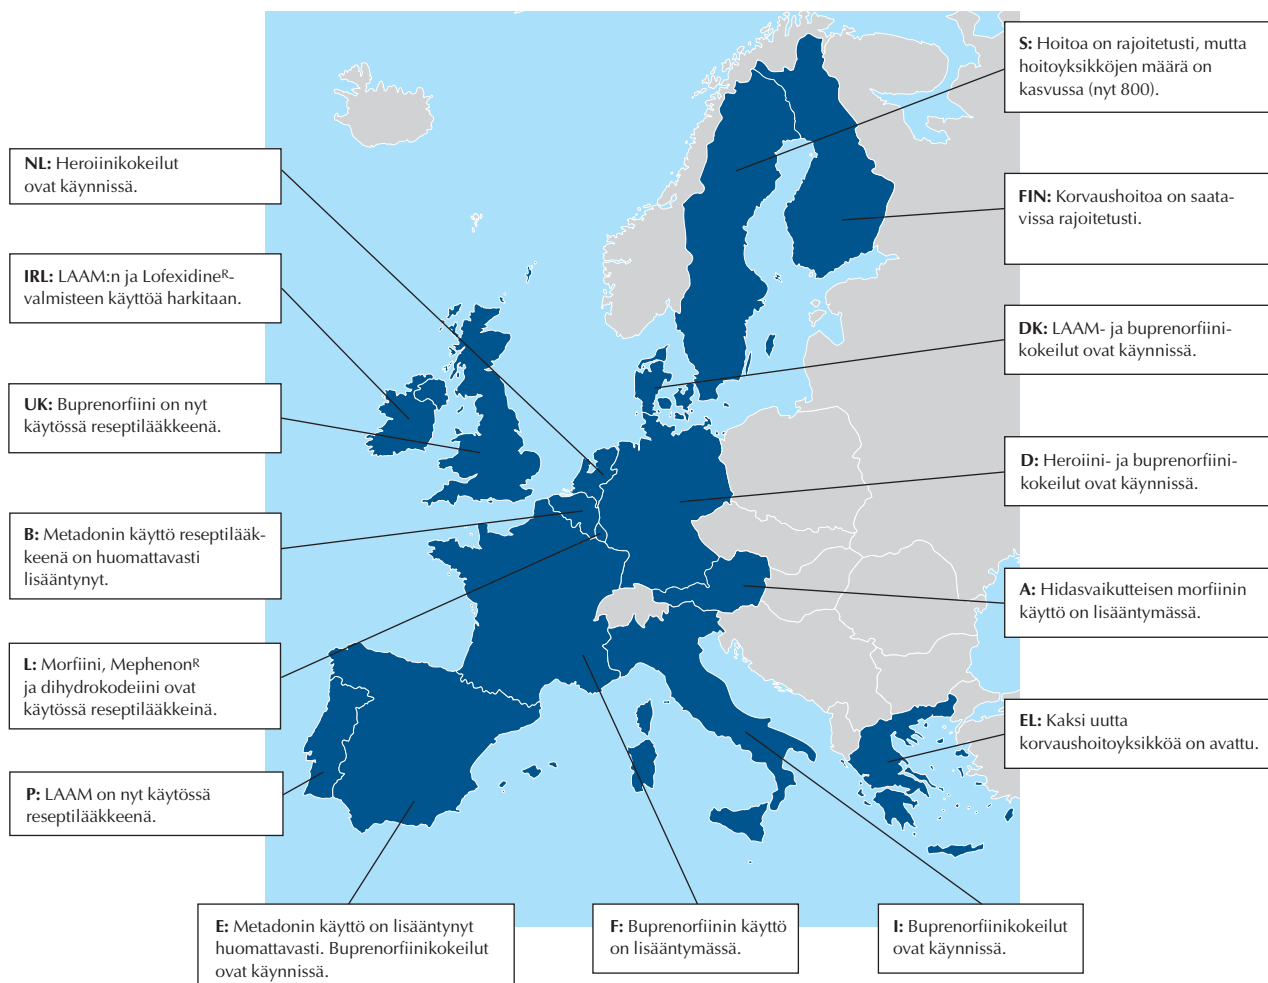 S: Hoitoa on rajoitetusti, mutta
hoitoyksikköjen määrä on
kasvussa (nyt 800).
NL: Heroiinikokeilut
ovat käynnissä.
FIN: Korvaushoitoa on saata-
vissa rajoitetusti.
IRL: LAAM:n ja Lofexidineᴿ-
valmisteen käyttöä harkitaan.
DK: LAAM- ja buprenorfiini-
kokeilut ovat käynnissä.
UK: Buprenorfiini on nyt
käytössä reseptilääkkeenä.
D: Heroiini- ja buprenorfiini-
kokeilut ovat käynnissä.
B: Metadonin käyttö reseptilääk-
keenä on huomattavasti
lisääntynyt.
A: Hidasvaikutteisen morfiinin
käyttö on lisääntymässä.
L: Morfiini, Mephenonᴿ
ja dihydrokodeiini ovat
käytössä reseptilääkkeinä.
EL: Kaksi uutta
korvaushoitoyksikköä on avattu.
P: LAAM on nyt käytössä
reseptilääkkeenä.
E: Metadonin käyttö on lisääntynyt
huomattavasti. Buprenorfiinikokeilut
ovat käynnissä.
F: Buprenorfiinin käyttö
on lisääntymässä.
I: Buprenorfiinikokeilut
ovat käynnissä.